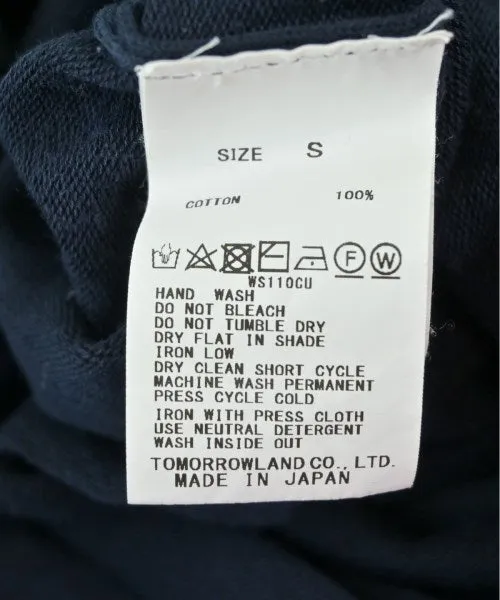 SIZE S
COTTON 100%
F W
WS110CU
HAND WASH
DO NOT BLEACH
DO NOT TUMBLE DRY
DRY FLAT IN SHADE
IRON LOW
DRY CLEAN SHORT CYCLE
MACHINE WASH PERMANENT
PRESS CYCLE COLD
IRON WITH PRESS CLOTH
USE NEUTRAL DETERGENT
WASH INSIDE OUT
TOMORROWLAND CO., LTD.
MADE IN JAPAN